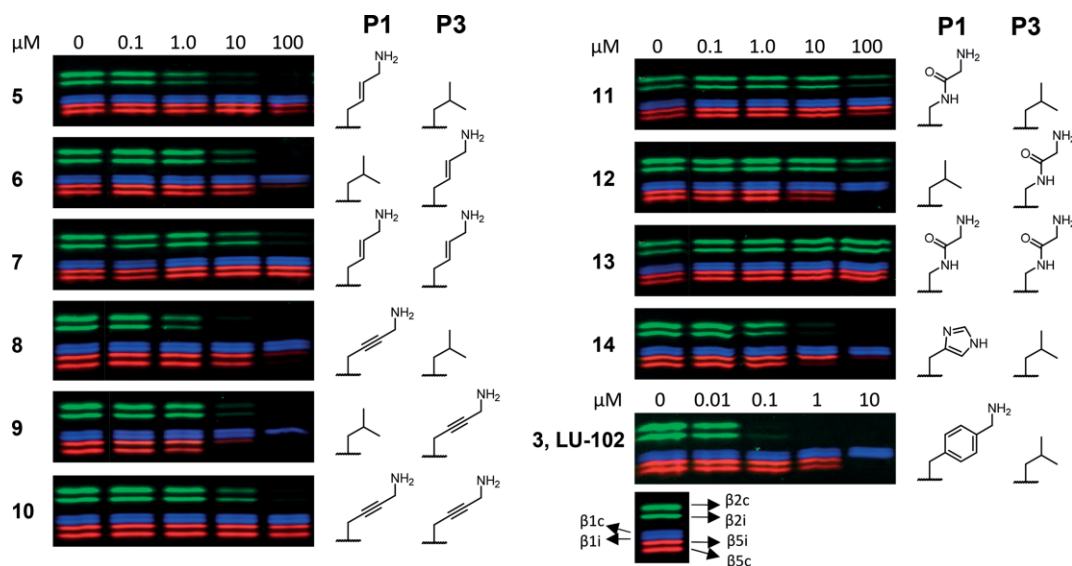 P1 P3
μM 0 0.1 1.0 10 100
5
NH2
6
NH2
7
NH2
NH2
8
NH2
9
NH2
10
NH2
NH2
P1 P3
μM 0 0.1 1.0 10 100
11
NH2
O
NH
12
NH2
O
NH
13
NH2
O
NH
NH2
O
NH
14
N
NH
μM 0 0.01 0.1 1 10
3, LU-102
NH2
β2c
β2i
β1c
β1i
β5i
β5c